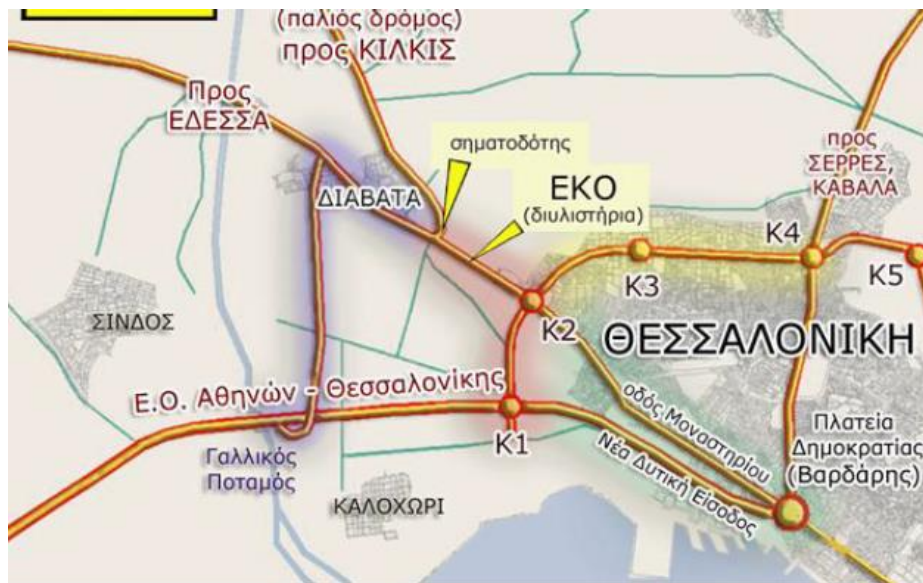 (παλιός δρόμος)
προς ΚΙΛΚΙΣ
Προς
ΕΔΕΣΣΑ
σηματοδότης
προς
ΣΕΡΡΕΣ,
ΚΑΒΑΛΑ
ΕΚΟ
(διυλιστήρια)
ΔΙΑΒΑΤΑ
Κ4
Κ5
Κ3
Κ2
ΣΙΝΔΟΣ
ΘΕΣΣΑΛΟΝΙΚΗ
Ε.Ο. Αθηνών - Θεσσαλονίκης
Κ1
οδός Μοναστηρίου
Νέα Δυτική Είσοδος
Πλατεία
Δημοκρατίας
(Βαρδάρης)
Γαλλικός
Ποταμός
ΚΑΛΟΧΩΡΙ